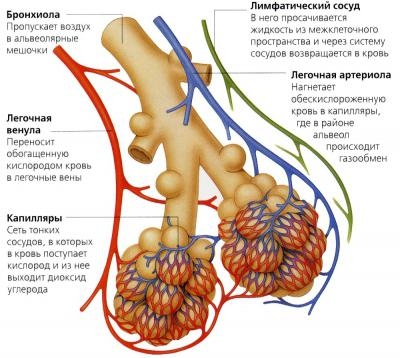 Бронхиола
Пропускает воздух
в альвеолярные
мешочки
Лимфатический сосуд
В него просачивается
жидкость из межклеточного
пространства и через систему
сосудов возвращается в кровь
Легочная артериола
Нагнетает
обескислороженную
кровь в капилляры,
где в районе
альвеол
происходит
газообмен
Легочная
венула
Переносит
обогащенную
кислородом кровь
в легочные вены
Капилляры
Сеть тонких
сосудов, в которых
в кровь поступает
кислород и из нее
выходит диоксид
углерода